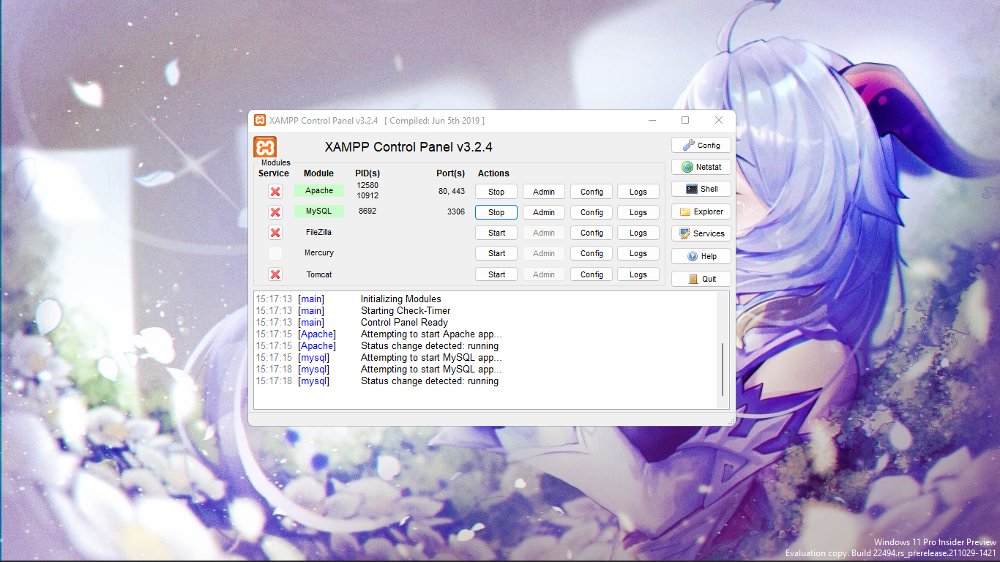 XAMPP Control Panel v3.2.4 [ Compiled: Jun 5th 2019 ]
XAMPP Control Panel v3.2.4
Config
Modules
Service Module PID(s) Port(s) Actions
Netstat
Apache 12580 10912 80, 443 Stop Admin Config Logs
Shell
MySQL 8692 3306 Stop Admin Config Logs
Explorer
FileZilla Start Admin Config Logs
Services
Mercury Start Admin Config Logs
Help
Tomcat Start Admin Config Logs
Quit
15:17:13 [main] Initializing Modules
15:17:13 [main] Starting Check-Timer
15:17:13 [main] Control Panel Ready
15:17:15 [Apache] Attempting to start Apache app...
15:17:15 [Apache] Status change detected: running
15:17:15 [mysql] Attempting to start MySQL app...
15:17:18 [mysql] Attempting to start MySQL app...
15:17:18 [mysql] Status change detected: running
Windows 11 Pro Insider Preview
Evaluation copy. Build 22494.rs_prerelease.211029-1421